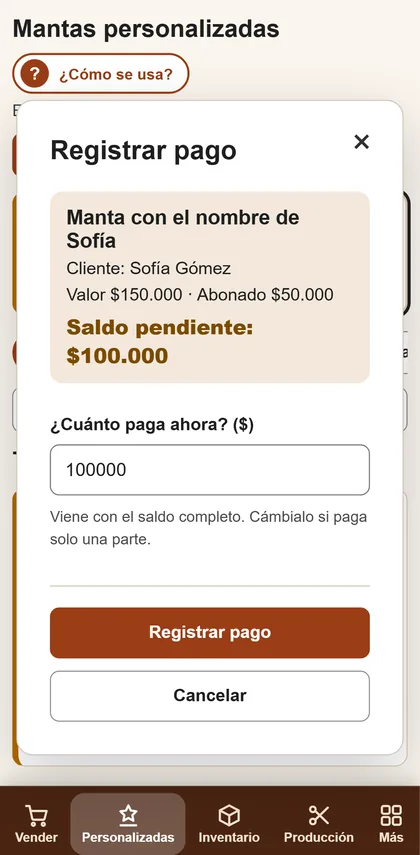 Mantas personalizadas
? ¿Cómo se usa?
Registrar pago
Manta con el nombre de
Sofía
Cliente: Sofía Gómez
Valor $150.000 · Abonado $50.000
Saldo pendiente:
$100.000
¿Cuánto paga ahora? ($)
100000
Viene con el saldo completo. Cámbialo si paga
solo una parte.
Registrar pago
Cancelar
Vender Personalizadas Inventario Producción Más